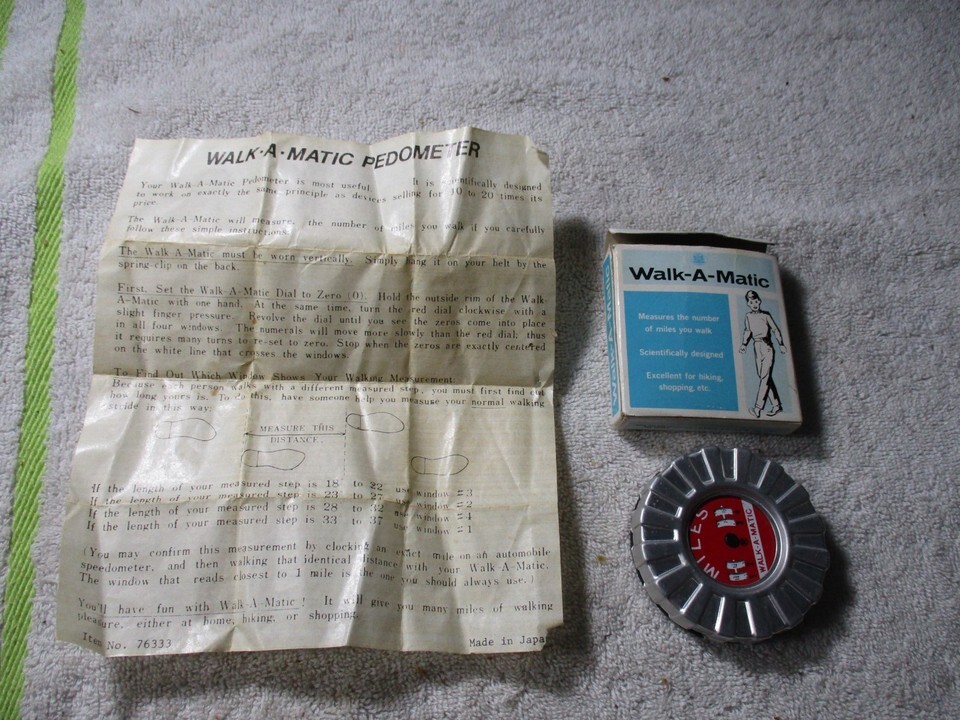 WALK-A-MATIC PEDOMETER
Your Walk-A-Matic Pedometer is most useful. It is scientifically designed
to work on exactly the same principle as devices selling for 10 to 20 times its
price.
The Walk-A-Matic will measure, the number of miles you walk if you carefully
follow these simple instructions.
The Walk-A-Matic must be worn vertically. Simply hang it on your belt by the
spring-clip on the back.
First, Set the Walk-A-Matic Dial to Zero (0). Hold the outside rim of the Walk-
A-Matic with one hand. At the same time, turn the red dial clockwise with a
slight finger pressure. Revolve the dial until you see the zeros come into place
in all four windows. The numerals will move more slowly than the red dial; thus
it requires many turns to re-set to zero. Stop when the zeros are exactly centered
on the white line that crosses the windows.
To Find Out Which Window Shows Your Walking Measurement:
Because each person walks with a different measured step, you must first find out
how long yours is. To do this, have someone help you measure your normal walking
stride in this way:
MEASURE THIS
DISTANCE.
If the length of your measured step is 18" to 22" use window #3
If the length of your measured step is 23" to 27" use window #2
If the length of your measured step is 28" to 32" use window #4
If the length of your measured step is 33" to 37" use window #1
(You may confirm this measurement by clocking an exact mile on an automobile
speedometer, and then walking that identical distance with your Walk-A-Matic.
The window that reads closest to 1 mile is the one you should always use.)
You'll have fun with Walk-A-Matic! It will give you many miles of walking
pleasure, either at home, hiking, or shopping.
Item No. 76333 Made in Japan
Walk-A-Matic
Walk-A-Matic
Measures the number
of miles you walk
Scientifically designed
Excellent for hiking,
shopping, etc.
MILES
WALK-A-MATIC